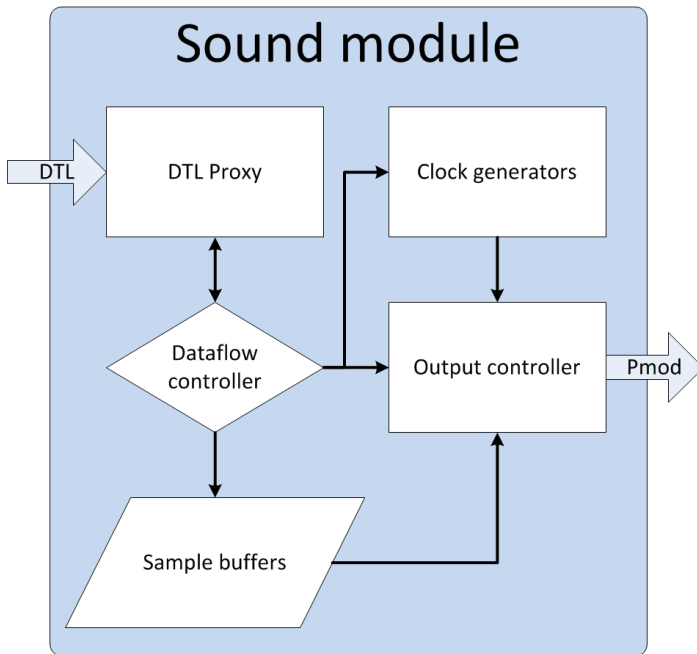 Sound module
DTL
DTL Proxy
Clock generators
Dataflow
controller
Output controller
Pmod
Sample buffers